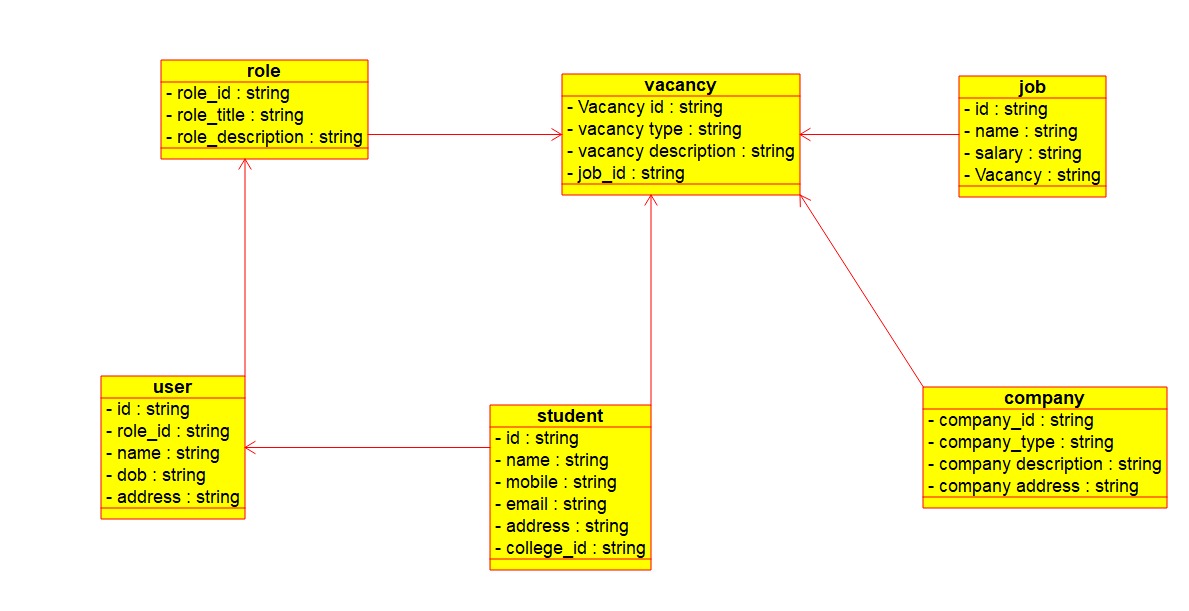 role
- role_id : string
- role_title : string
- role_description : string
vacancy
- Vacancy id : string
- vacancy type : string
- vacancy description : string
- job_id : string
job
- id : string
- name : string
- salary : string
- Vacancy : string
user
- id : string
- role_id : string
- name : string
- dob : string
- address : string
student
- id : string
- name : string
- mobile : string
- email : string
- address : string
- college_id : string
company
- company_id : string
- company_type : string
- company description : string
- company address : string